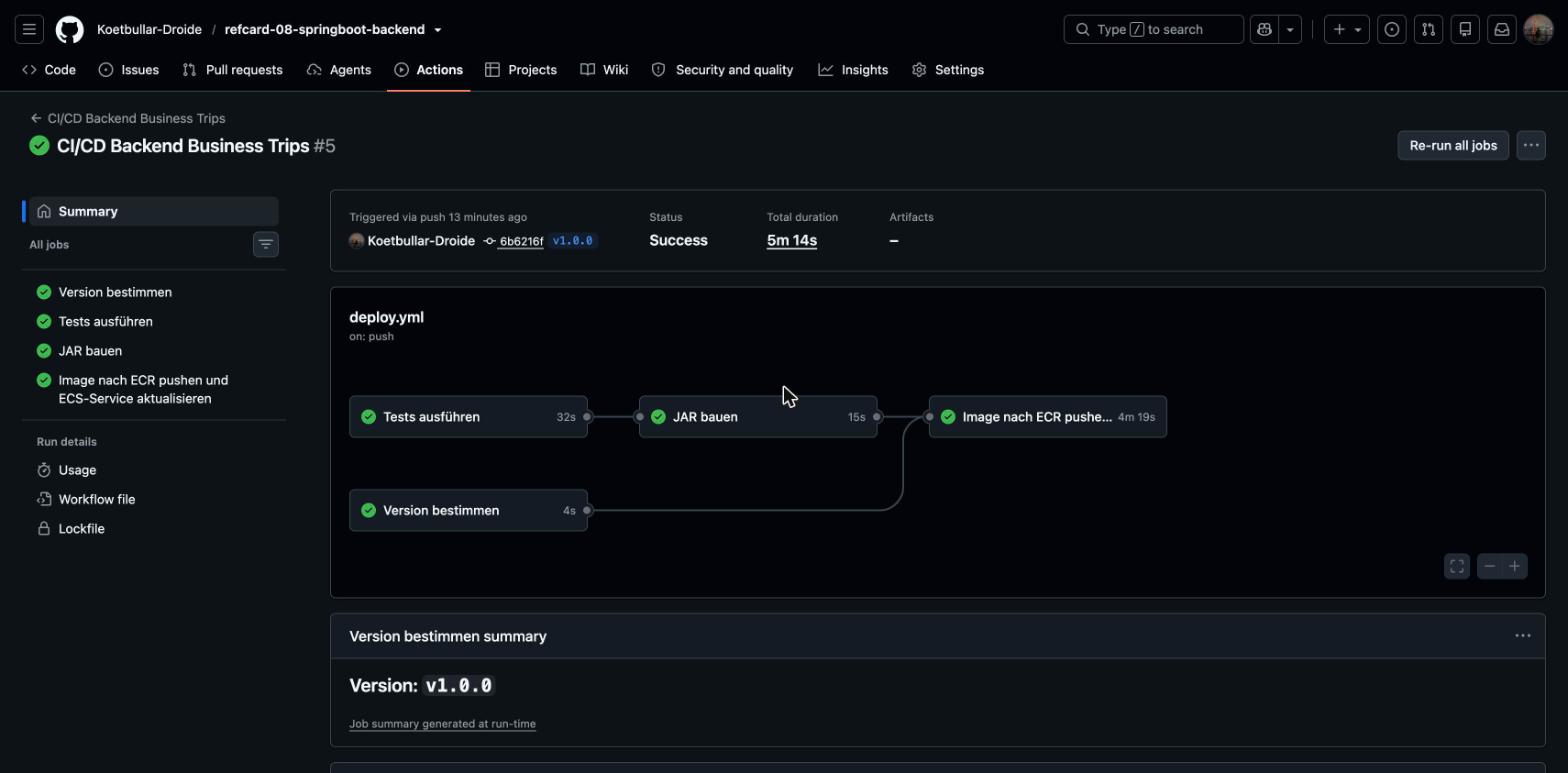 Koetbullar-Droide / refcard-08-springboot-backend
Type / to search
Code Issues Pull requests Agents Actions Projects Wiki Security and quality Insights Settings
CI/CD Backend Business Trips
CI/CD Backend Business Trips #5
Re-run all jobs
Summary
All jobs
Version bestimmen
Tests ausführen
JAR bauen
Image nach ECR pushen und
ECS-Service aktualisieren
Run details
Usage
Workflow file
Lockfile
Triggered via push 13 minutes ago
Koetbullar-Droide 6b6216f v1.0.0
Status
Success
Total duration
5m 14s
Artifacts
–
deploy.yml
on: push
Tests ausführen 32s
JAR bauen 15s
Image nach ECR pushe... 4m 19s
Version bestimmen 4s
Version bestimmen summary
Version: v1.0.0
Job summary generated at run-time